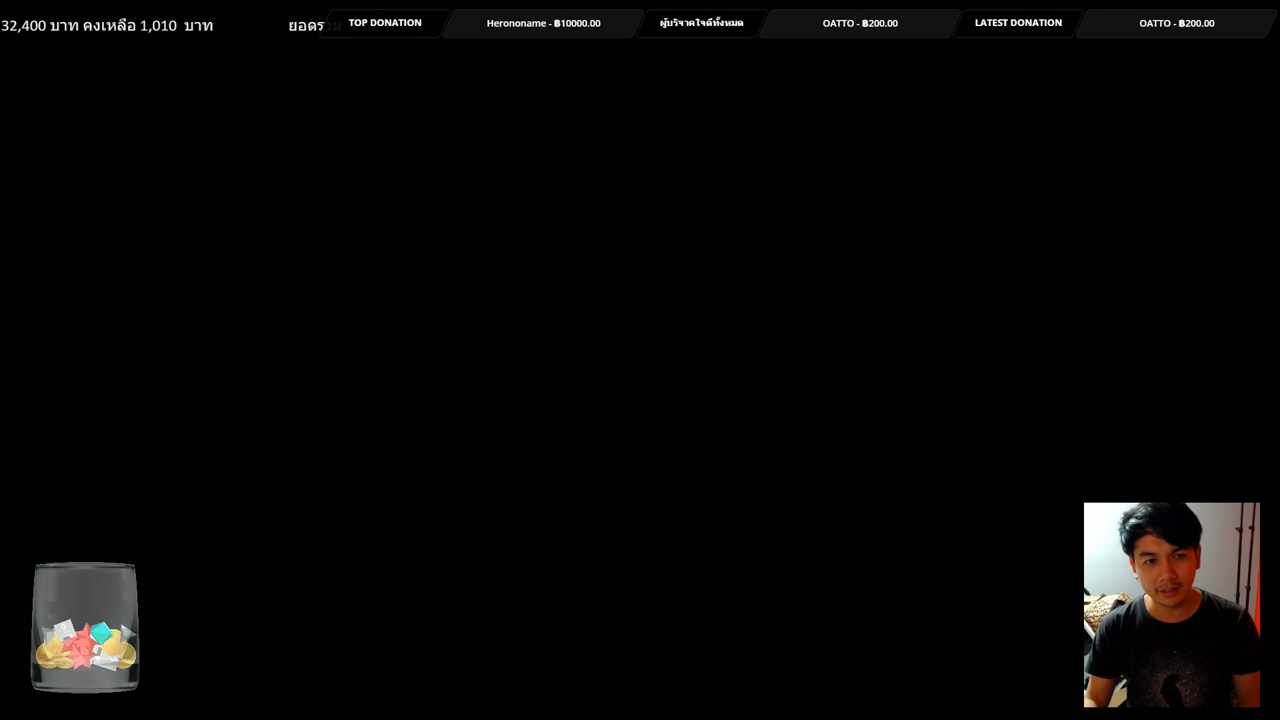 32,400 บาท คงเหลือ 1,010 บาท
ยอดรวม
TOP DONATION
Herononame - ฿10000.00
ผู้บริจาคใจดีทั้งหมด
OATTO - ฿200.00
LATEST DONATION
OATTO - ฿200.00